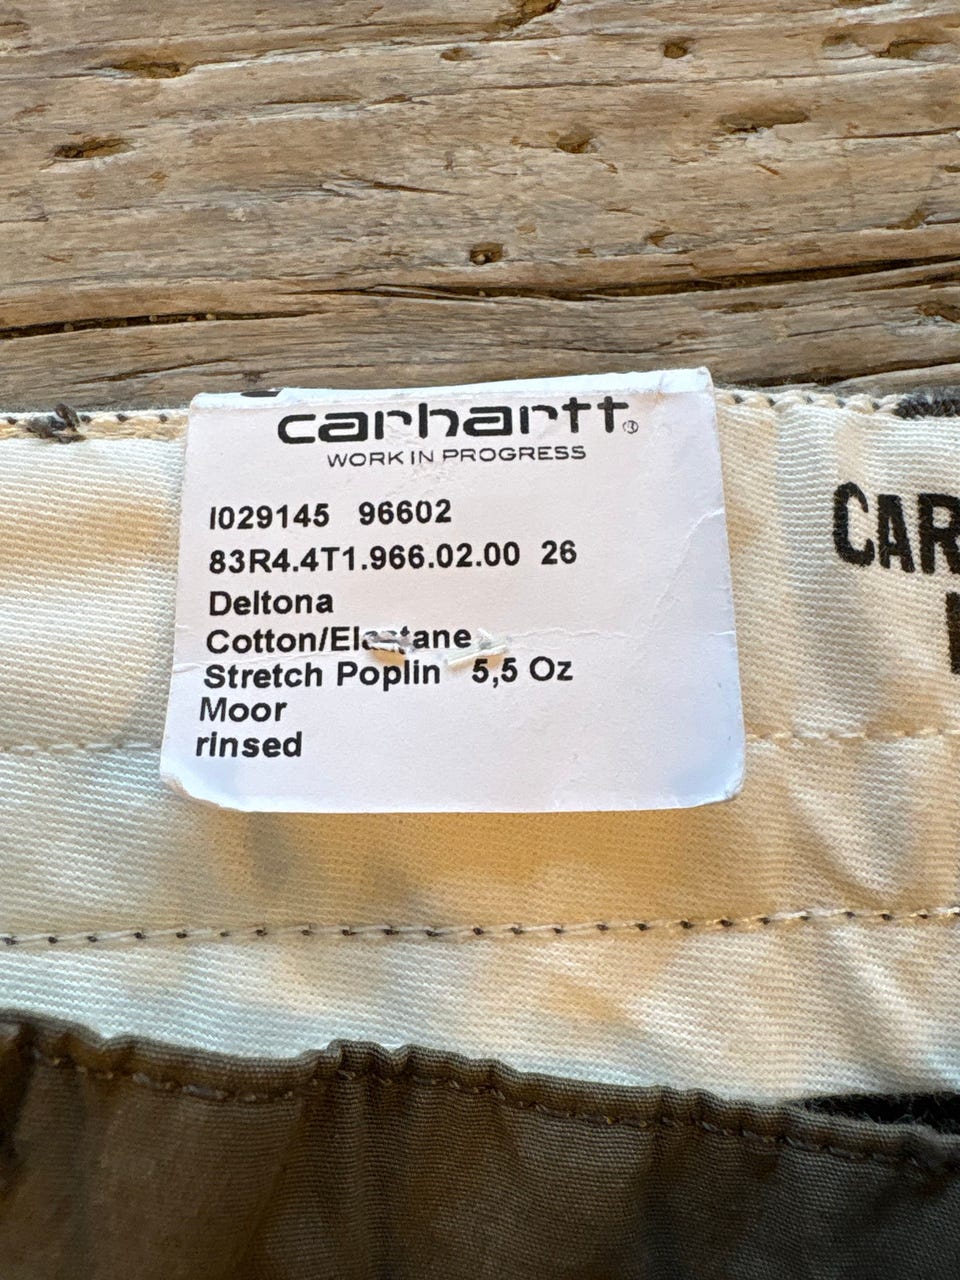 carhartt®
WORK IN PROGRESS
I029145 96602
83R4.4T1.966.02.00 26
Deltona
Cotton/Elastane
Stretch Poplin 5,5 Oz
Moor
rinsed
CAR